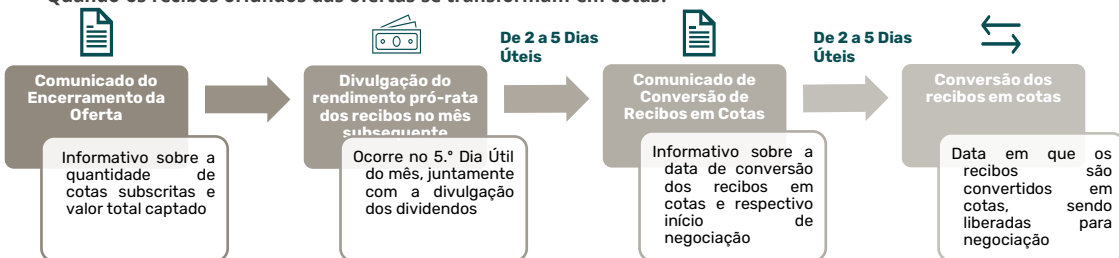 Quando os recibos oriundos das ofertas se transformam em cotas?
De 2 a 5 Dias
Úteis
De 2 a 5 Dias
Úteis
Comunicado do
Encerramento da
Oferta
Informativo sobre a
quantidade de
cotas subscritas e
valor total captado
Divulgação do
rendimento pró-rata
dos recibos no mês
subsequente
Ocorre no 5.º Dia Útil
do mês, juntamente
com a divulgação
dos dividendos
Comunicado de
Conversão de
Recibos em Cotas
Informativo sobre a
data de conversão
dos recibos em
cotas e respectivo
início de
negociação
Conversão dos
recibos em cotas
Data em que os
recibos são
convertidos em
cotas, sendo
liberadas para
negociação